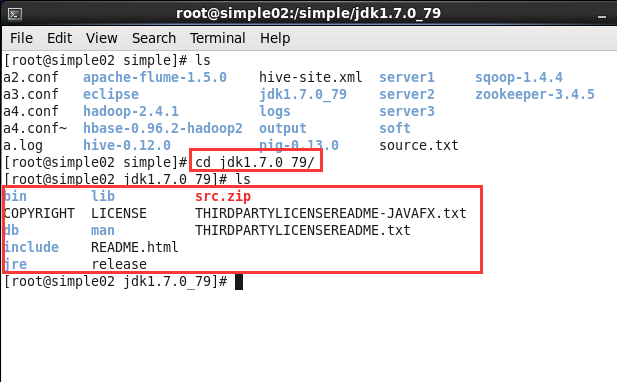 root@simple02:/simple/jdk1.7.0_79
File Edit View Search Terminal Help
[root@simple02 simple]# ls
a2.conf apache-flume-1.5.0 hive-site.xml server1 sqoop-1.4.4
a3.conf eclipse jdk1.7.0_79 server2 zookeeper-3.4.5
a4.conf hadoop-2.4.1 logs server3
a4.conf~ hbase-0.96.2-hadoop2 output soft
a.log hive-0.12.0 pig-0.13.0 source.txt
[root@simple02 simple]# cd jdk1.7.0_79/
[root@simple02 jdk1.7.0_79]# ls
bin lib src.zip
COPYRIGHT LICENSE THIRDPARTYLICENSEREADME-JAVAFX.txt
db man THIRDPARTYLICENSEREADME.txt
include README.html
jre release
[root@simple02 jdk1.7.0_79]#